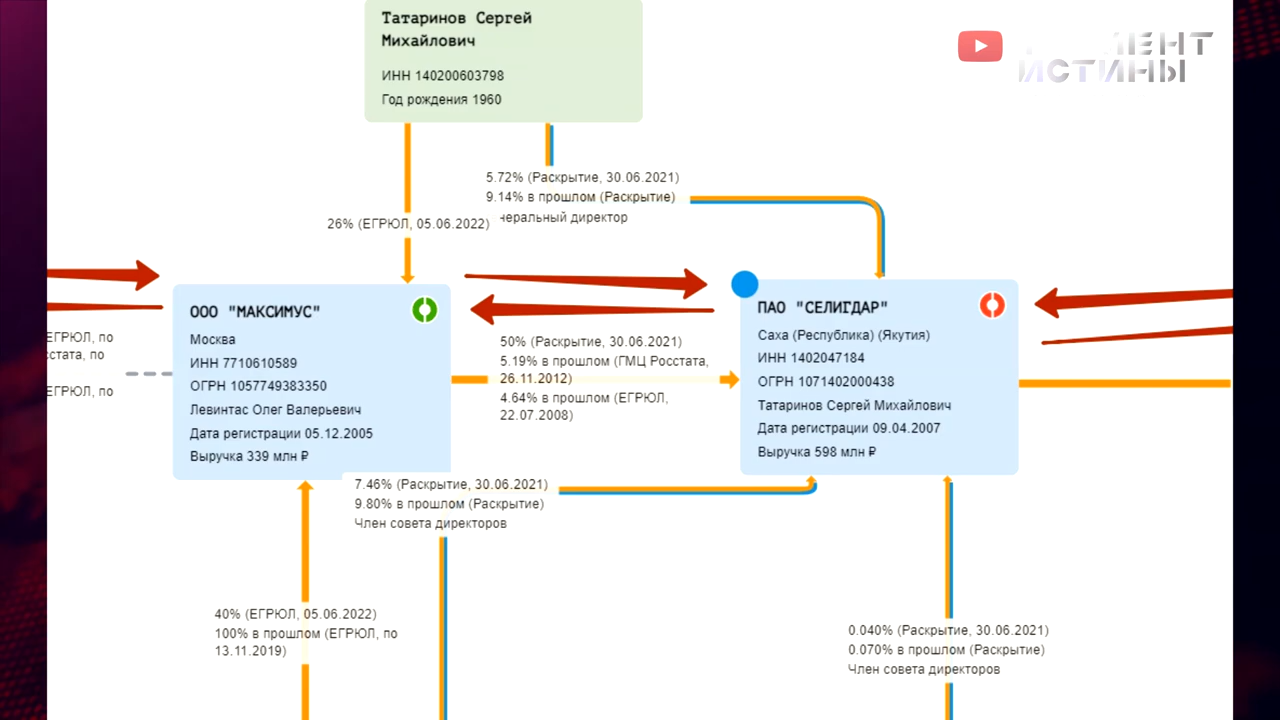 Татаринов Сергей
Михайлович
ИНН 140200603798
Год рождения 1960
ИСТИНЫ
5.72% (Раскрытие, 30.06.2021)
9.14% в прошлом (Раскрытие)
неральный директор
26% (ЕГРЮЛ, 05.06.2022)
ООО "МАКСИМУС"
Москва
ИНН 7710610589
ОГРН 1057749383350
Левинтас Олег Валерьевич
Дата регистрации 05.12.2005
Выручка 339 млн ₽
ЕГРЮЛ, по
сстата, по
ЕГРЮЛ, по
50% (Раскрытие, 30.06.2021)
5.19% в прошлом (ГМЦ Росстата,
26.11.2012)
4.64% в прошлом (ЕГРЮЛ,
22.07.2008)
ПАО "СЕЛИГДАР"
Саха (Республика) (Якутия)
ИНН 1402047184
ОГРН 1071402000438
Татаринов Сергей Михайлович
Дата регистрации 09.04.2007
Выручка 598 млн ₽
7.46% (Раскрытие, 30.06.2021)
9.80% в прошлом (Раскрытие)
Член совета директоров
40% (ЕГРЮЛ, 05.06.2022)
100% в прошлом (ЕГРЮЛ, по
13.11.2019)
0.040% (Раскрытие, 30.06.2021)
0.070% в прошлом (Раскрытие)
Член совета директоров